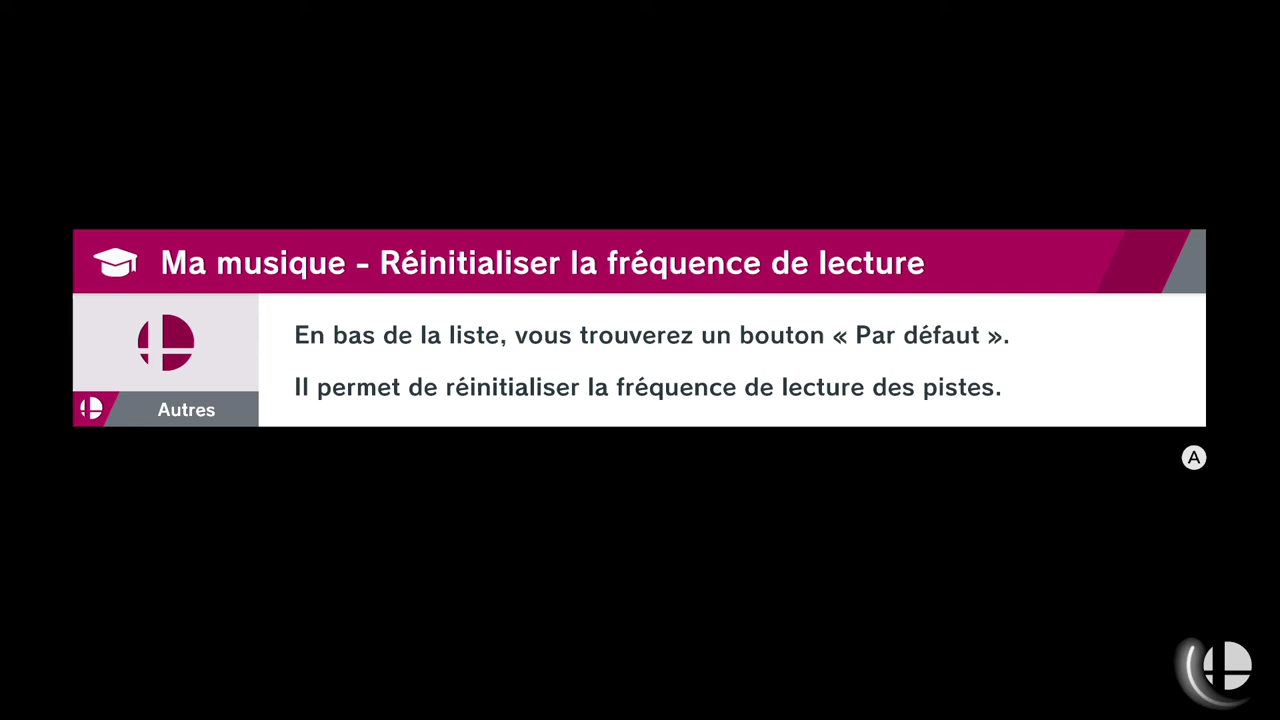 Ma musique - Réinitialiser la fréquence de lecture
En bas de la liste, vous trouverez un bouton « Par défaut ».
Il permet de réinitialiser la fréquence de lecture des pistes.
Autres
A